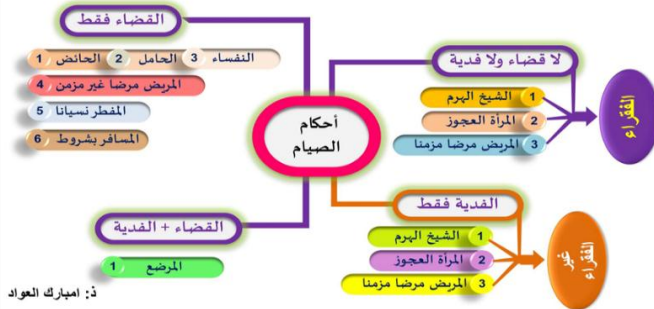 أحكام
الصيام
لا قضاء ولا فدية
1 الشيخ الهرم
2 المرأة العجوز
3 المريض مرضا مزمنا
الفقراء
الفدية فقط
1 الشيخ الهرم
2 المرأة العجوز
3 المريض مرضا مزمنا
غير
الفقراء
القضاء فقط
1 الحائض 2 الحامل 3 النفساء
4 المريض مرضا غير مزمن
5 المفطر نسيانا
6 المسافر بشروط
القضاء + الفدية
1 المرضع
ذ: امبارك العواد